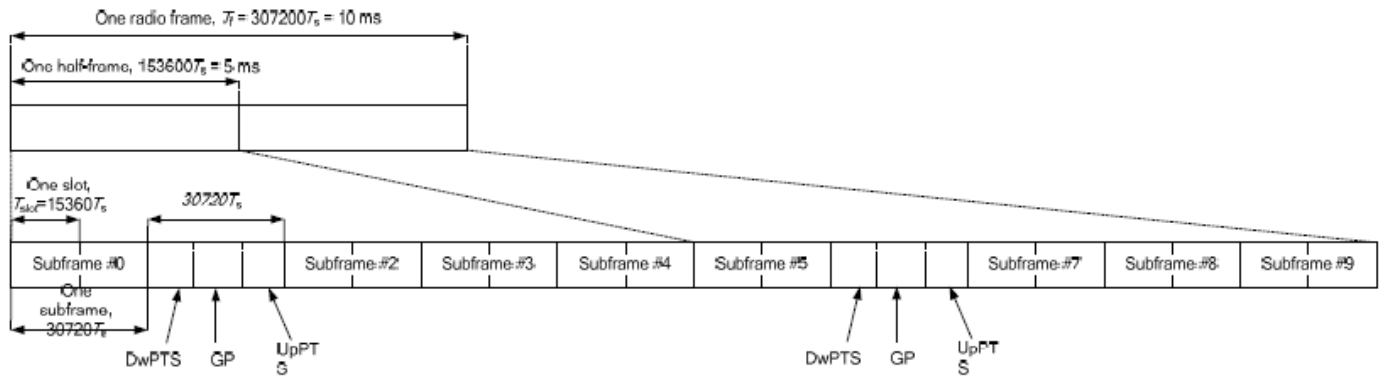 One radio frame, Tf = 307200Ts = 10 ms
One half-frame, 153600Ts = 5 ms
One slot,
Tslot=15360Ts
30720Ts
Subframe #0
Subframe #2
Subframe #3
Subframe #4
Subframe #5
Subframe #7
Subframe #8
Subframe #9
One
subframe,
30720Ts
DwPTS
GP
UpPT
S
DwPTS
GP
UpPT
S